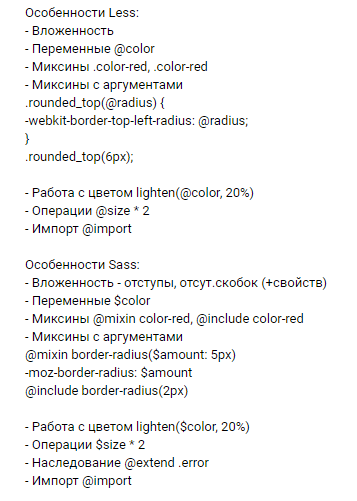 Особенности Less:
- Вложенность
- Переменные @color
- Миксины .color-red, .color-red
- Миксины с аргументами
.rounded_top(@radius) {
-webkit-border-top-left-radius: @radius;
}
.rounded_top(6px);

- Работа с цветом lighten(@color, 20%)
- Операции @size * 2
- Импорт @import

Особенности Sass:
- Вложенность - отступы, отсут.скобок (+свойств)
- Переменные $color
- Миксины @mixin color-red, @include color-red
- Миксины с аргументами
@mixin border-radius($amount: 5px)
-moz-border-radius: $amount
@include border-radius(2px)

- Работа с цветом lighten($color, 20%)
- Операции $size * 2
- Наследование @extend .error
- Импорт @import